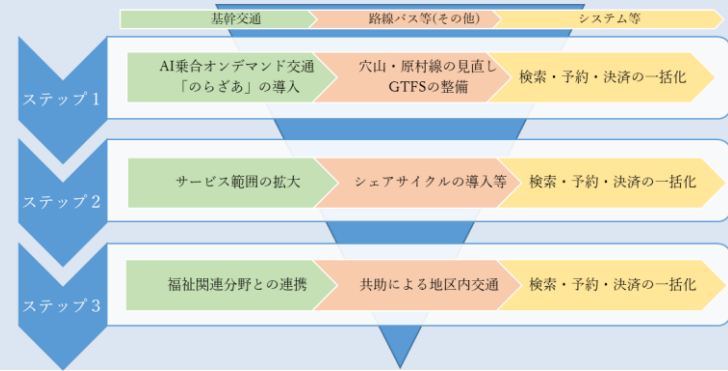 基幹交通
路線バス等(その他)
システム等
ステップ 1
AI乗合オンデマンド交通
「のらざあ」の導入
穴山・原村線の見直し
GTFSの整備
検索・予約・決済の一括化
ステップ 2
サービス範囲の拡大
シェアサイクルの導入等
検索・予約・決済の一括化
ステップ 3
福祉関連分野との連携
共助による地区内交通
検索・予約・決済の一括化